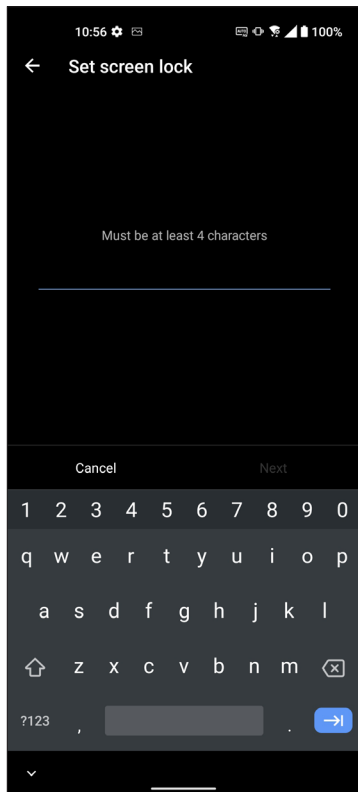 10:56 100%
Set screen lock
Must be at least 4 characters
Cancel Next
1 2 3 4 5 6 7 8 9 0
q w e r t y u i o p
a s d f g h j k l
z x c v b n m
?123 , .